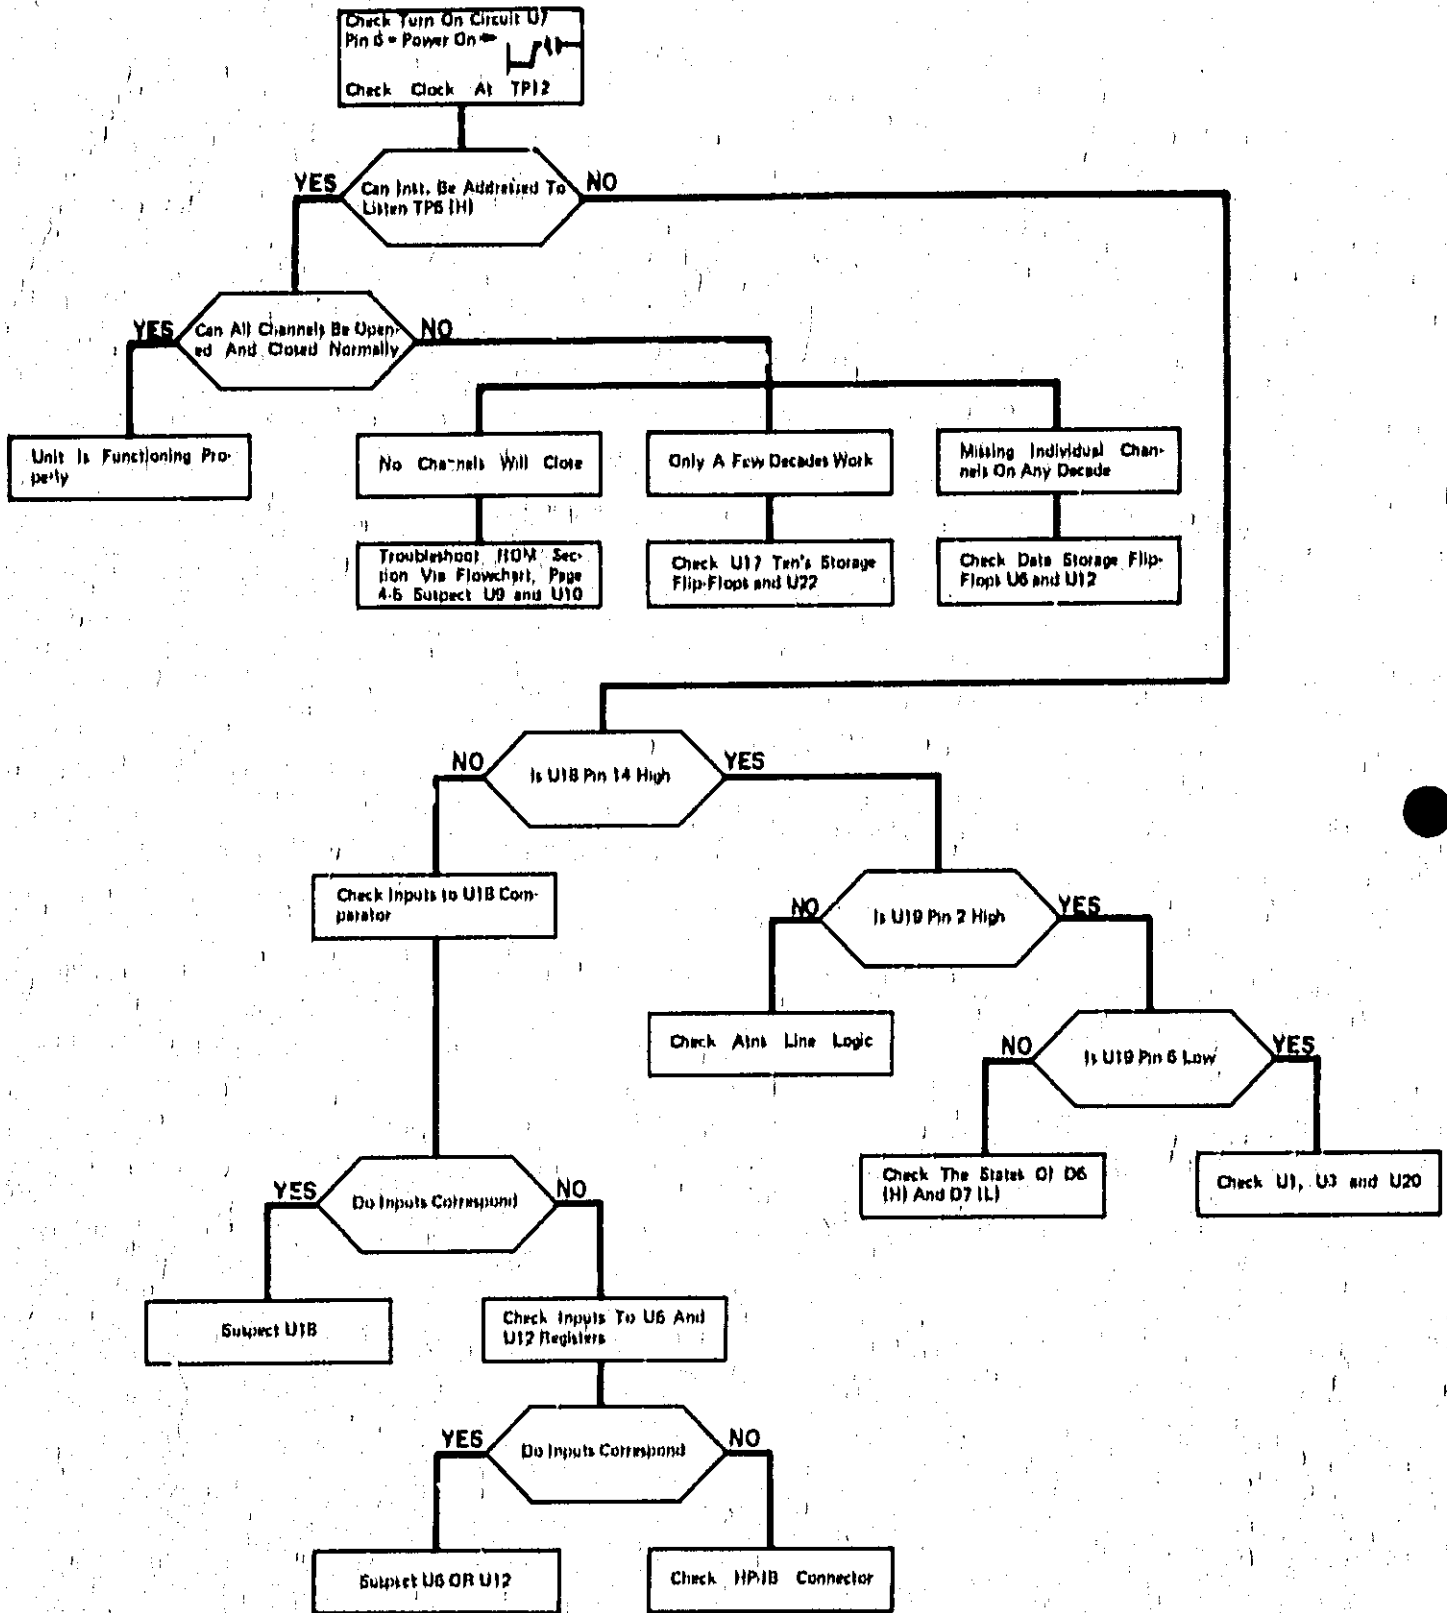 Check Turn On Circuit U7
Pin 6 = Power On
Check Clock At TP12
YES
Can Inst. Be Addressed To
Listen TP6 (H)
NO
YES
Can All Channels Be Open-
ed And Closed Normally
NO
Unit Is Functioning Pro-
perly
No Channels Will Close
Only A Few Decades Work
Missing Individual Chan-
nels On Any Decade
Troubleshoot ROM Sec-
tion Via Flowchart, Page
4-5 Suspect U9 and U10
Check U17 Ten's Storage
Flip-Flops and U22
Check Data Storage Flip-
Flops U6 and U12
NO
Is U18 Pin 14 High
YES
Check Inputs to U18 Com-
parator
NO
Is U19 Pin 2 High
YES
Check Atns Line Logic
NO
Is U19 Pin 6 Low
YES
Check The States Of D6
(H) And D7 (L)
Check U1, U3 and U20
YES
Do Inputs Correspond
NO
Suspect U18
Check Inputs To U6 And
U12 Registers
YES
Do Inputs Correspond
NO
Suspect U6 OR U12
Check HP-IB Connector